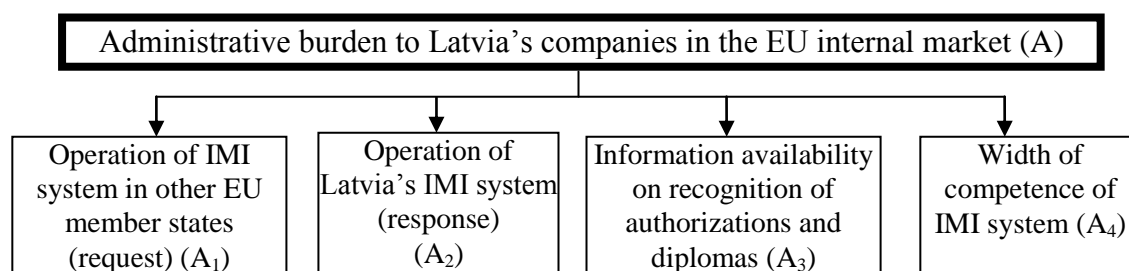 Administrative burden to Latvia’s companies in the EU internal market (A)
Operation of IMI
system in other EU
member states
(request) (A₁)
Operation of
Latvia’s IMI system
(response)
(A₂)
Information availability
on recognition of
authorizations and
diplomas (A₃)
Width of
competence of
IMI system (A₄)